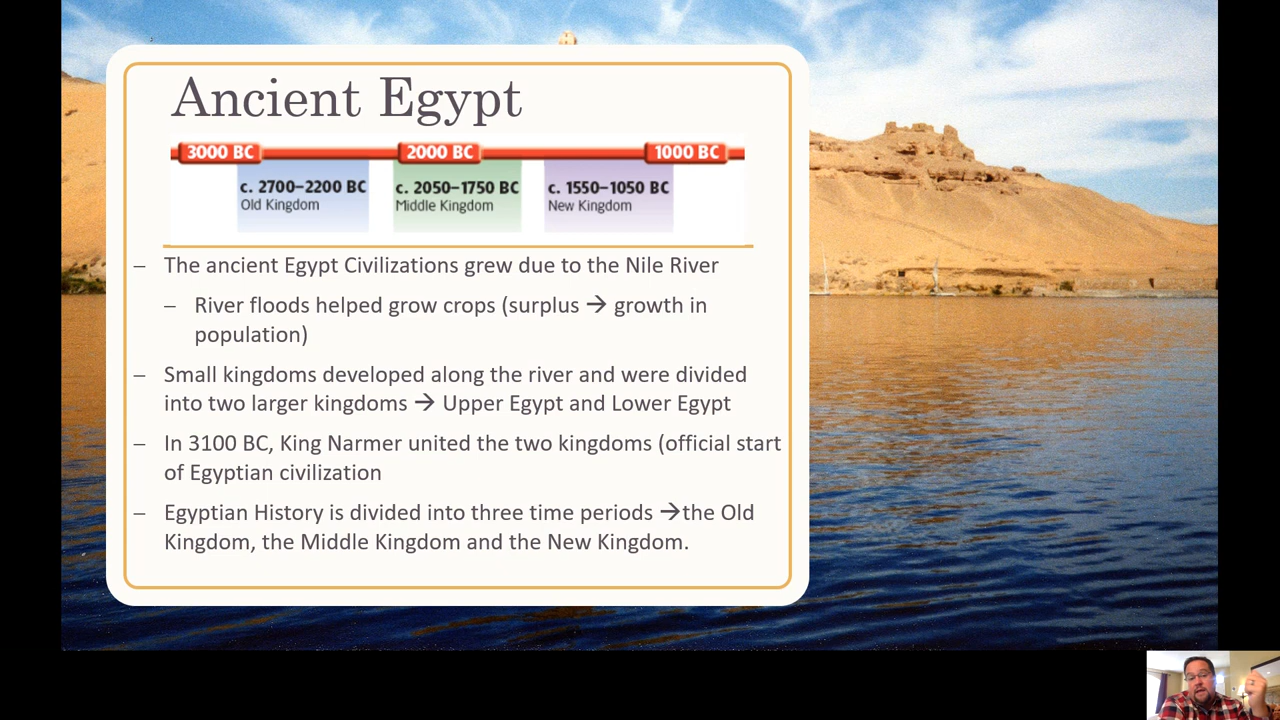 Ancient Egypt
3000 BC 2000 BC 1000 BC
c. 2700–2200 BC c. 2050–1750 BC c. 1550–1050 BC
Old Kingdom Middle Kingdom New Kingdom
– The ancient Egypt Civilizations grew due to the Nile River
– River floods helped grow crops (surplus → growth in
population)
– Small kingdoms developed along the river and were divided
into two larger kingdoms → Upper Egypt and Lower Egypt
– In 3100 BC, King Narmer united the two kingdoms (official start
of Egyptian civilization
– Egyptian History is divided into three time periods →the Old
Kingdom, the Middle Kingdom and the New Kingdom.